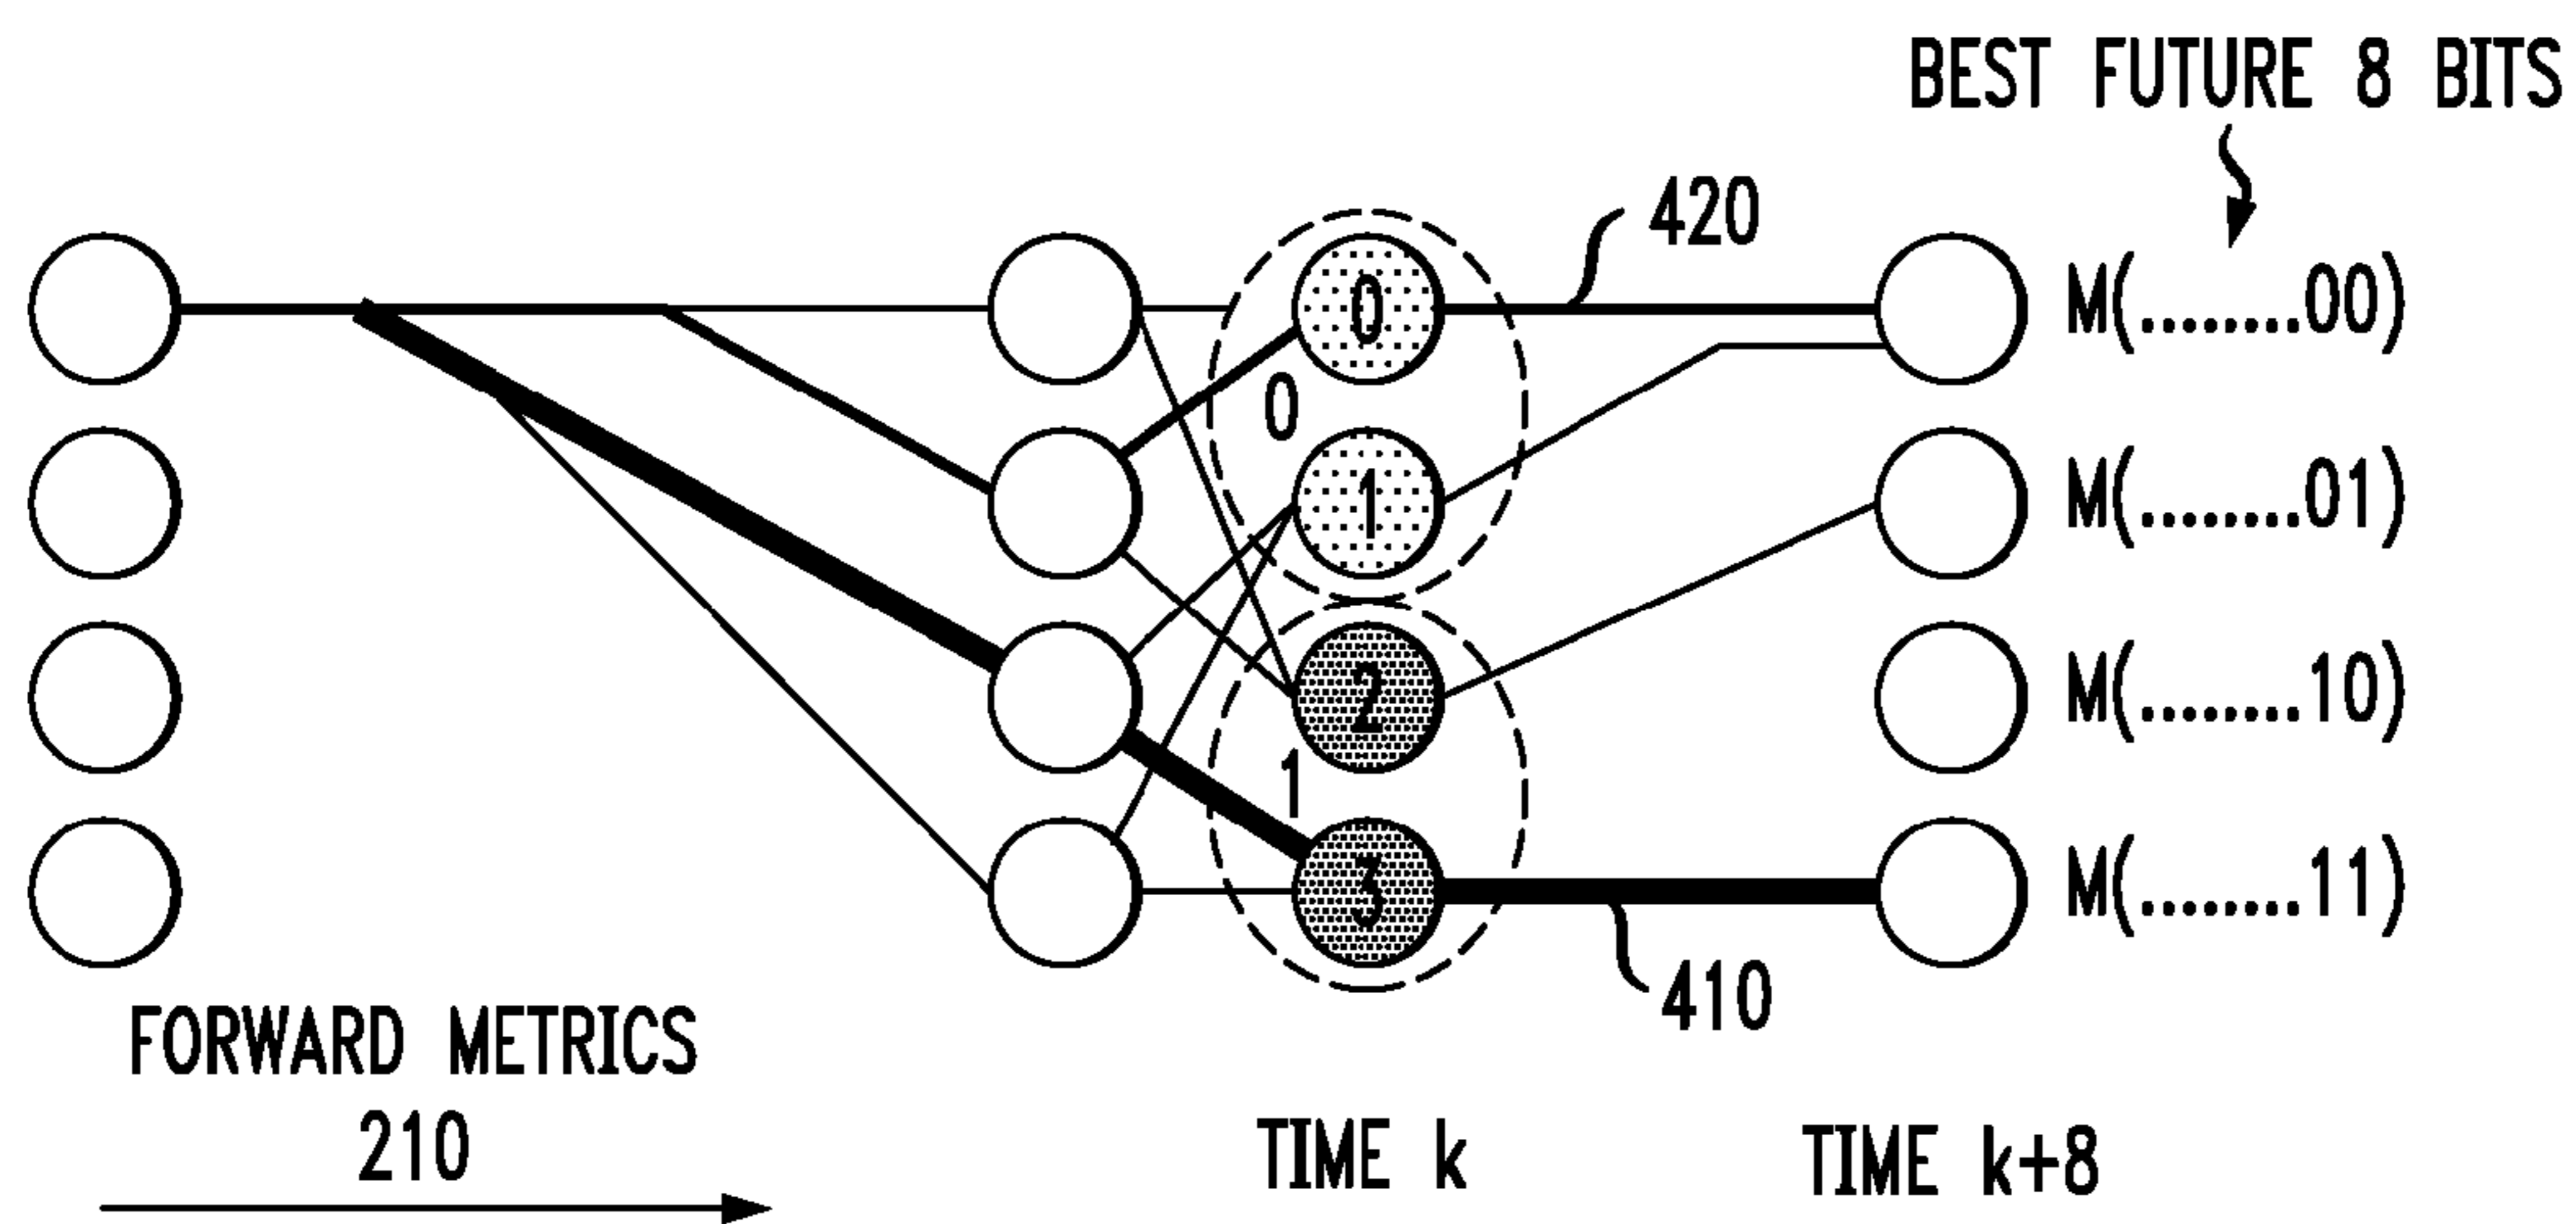 BEST FUTURE 8 BITS
420
0
M(........00)
0
1
M(........01)
2
M(........10)
1
3
M(........11)
410
FORWARD METRICS
210
TIME k
TIME k+8